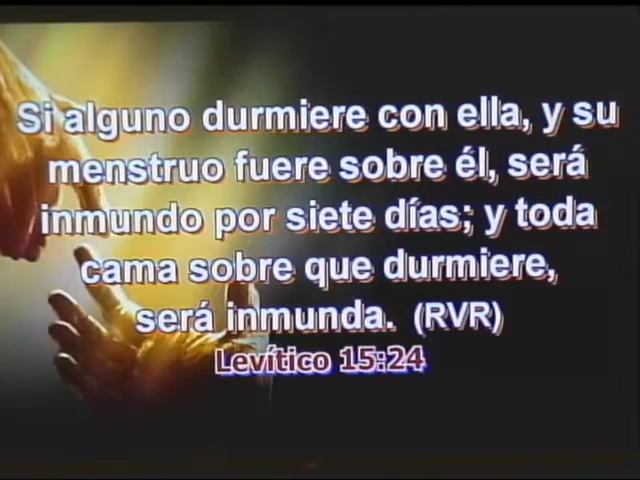 Si alguno durmiere con ella, y su
menstruo fuere sobre él, será
inmundo por siete días; y toda
cama sobre que durmiere,
será inmunda. (RVR)
Levítico 15:24